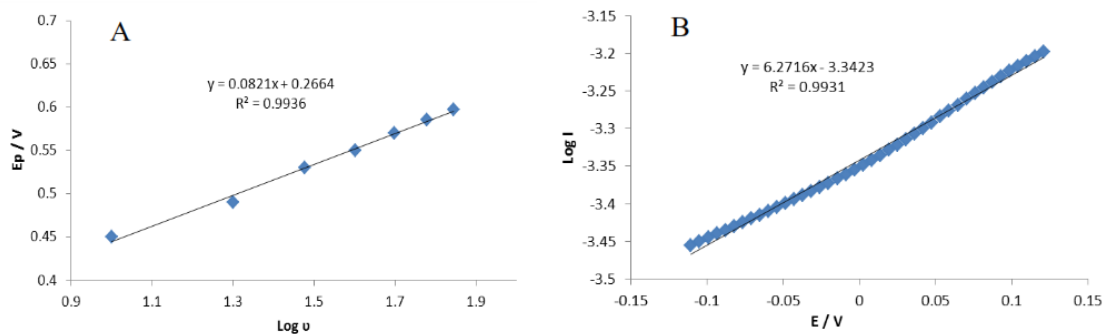 A
0.7
0.65
0.6
0.55
0.5
0.45
0.4
Ep / V
y = 0.0821x + 0.2664
R² = 0.9936
0.9
1.1
1.3
1.5
1.7
1.9
Log υ
B
-3.15
-3.2
-3.25
-3.3
-3.35
-3.4
-3.45
-3.5
Log I
y = 6.2716x - 3.3423
R² = 0.9931
-0.15
-0.1
-0.05
0
0.05
0.1
0.15
E / V